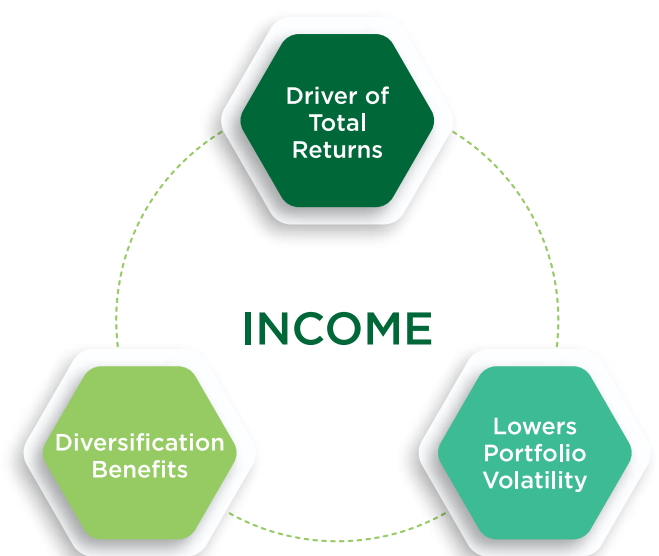 Driver of
Total
Returns
INCOME
Diversification
Benefits
Lowers
Portfolio
Volatility